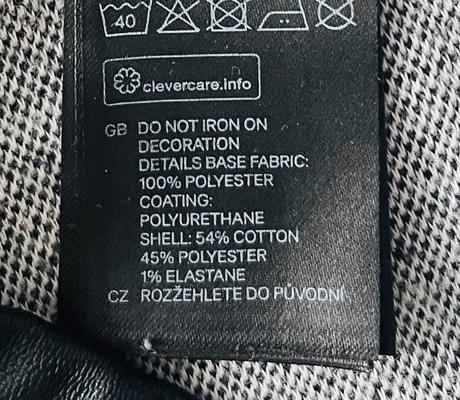 40
clevercare.info
GB DO NOT IRON ON
DECORATION
DETAILS BASE FABRIC:
100% POLYESTER
COATING:
POLYURETHANE
SHELL: 54% COTTON
45% POLYESTER
1% ELASTANE
CZ ROZŽEHLETE DO PŮVODNÍ